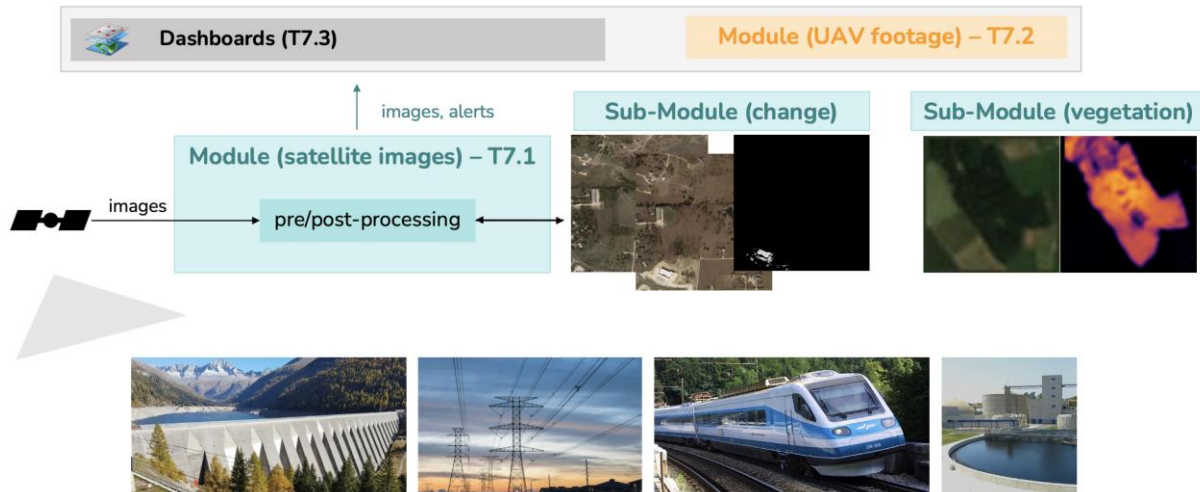 Dashboards (T7.3)
Module (UAV footage) – T7.2
images, alerts
Sub-Module (change)
Sub-Module (vegetation)
Module (satellite images) – T7.1
images
pre/post-processing